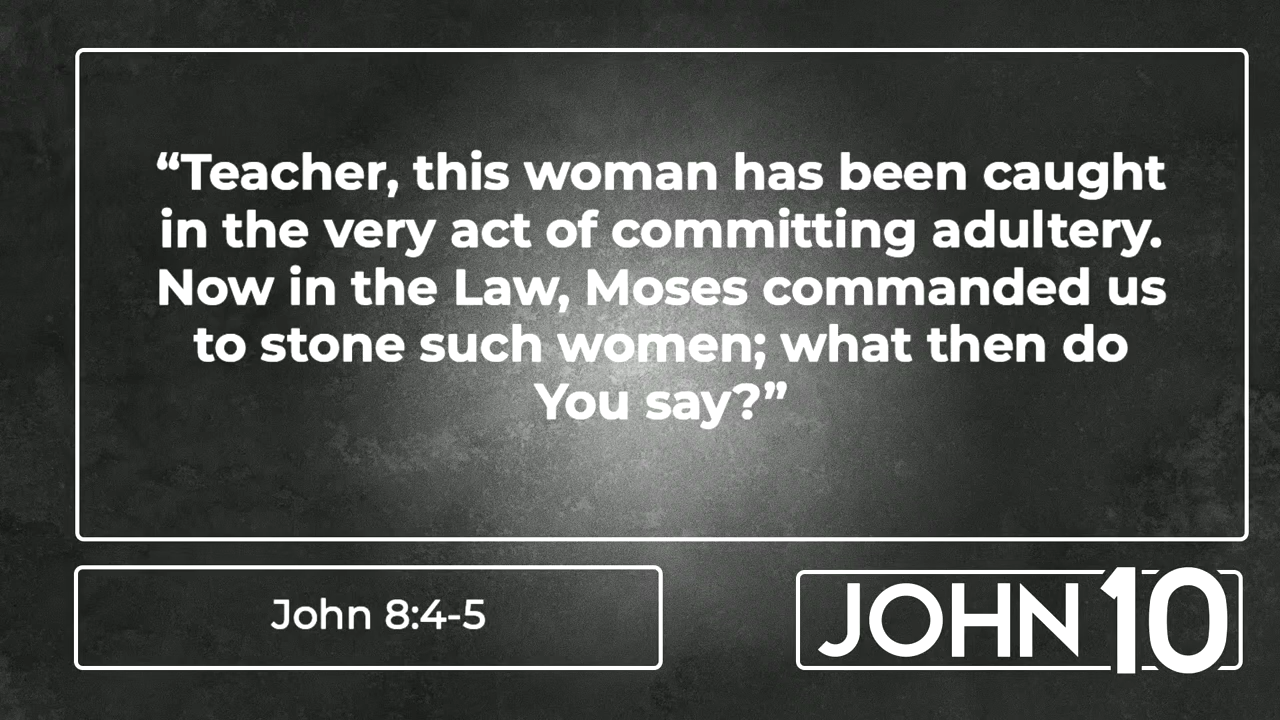 “Teacher, this woman has been caught
in the very act of committing adultery.
Now in the Law, Moses commanded us
to stone such women; what then do
You say?”
John 8:4-5
JOHN 10